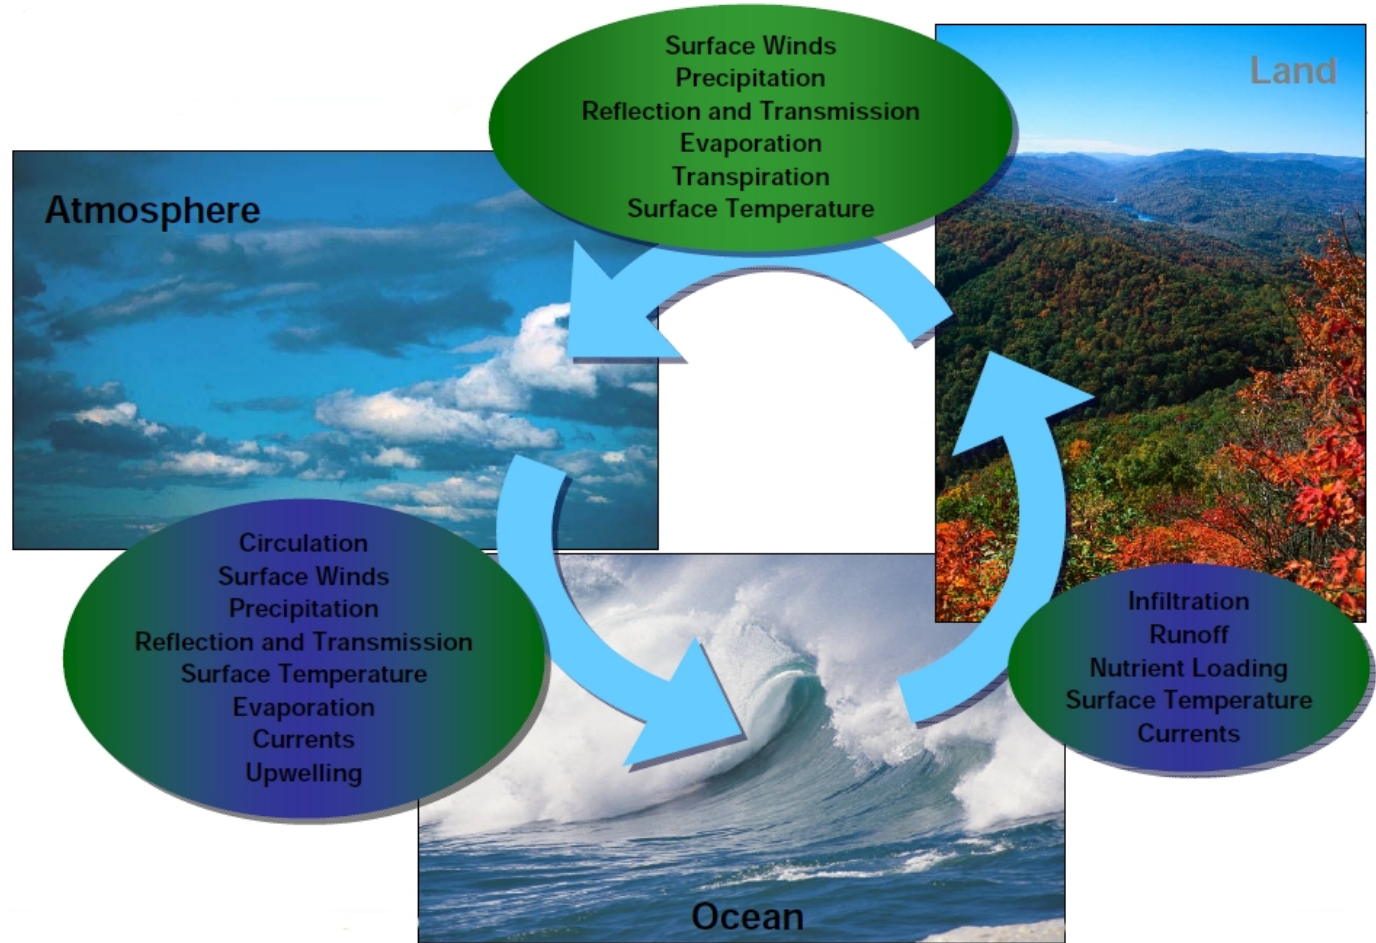 Surface Winds
Precipitation
Reflection and Transmission
Evaporation
Transpiration
Surface Temperature
Land
Atmosphere
Circulation
Surface Winds
Precipitation
Reflection and Transmission
Surface Temperature
Evaporation
Currents
Upwelling
Infiltration
Runoff
Nutrient Loading
Surface Temperature
Currents
Ocean